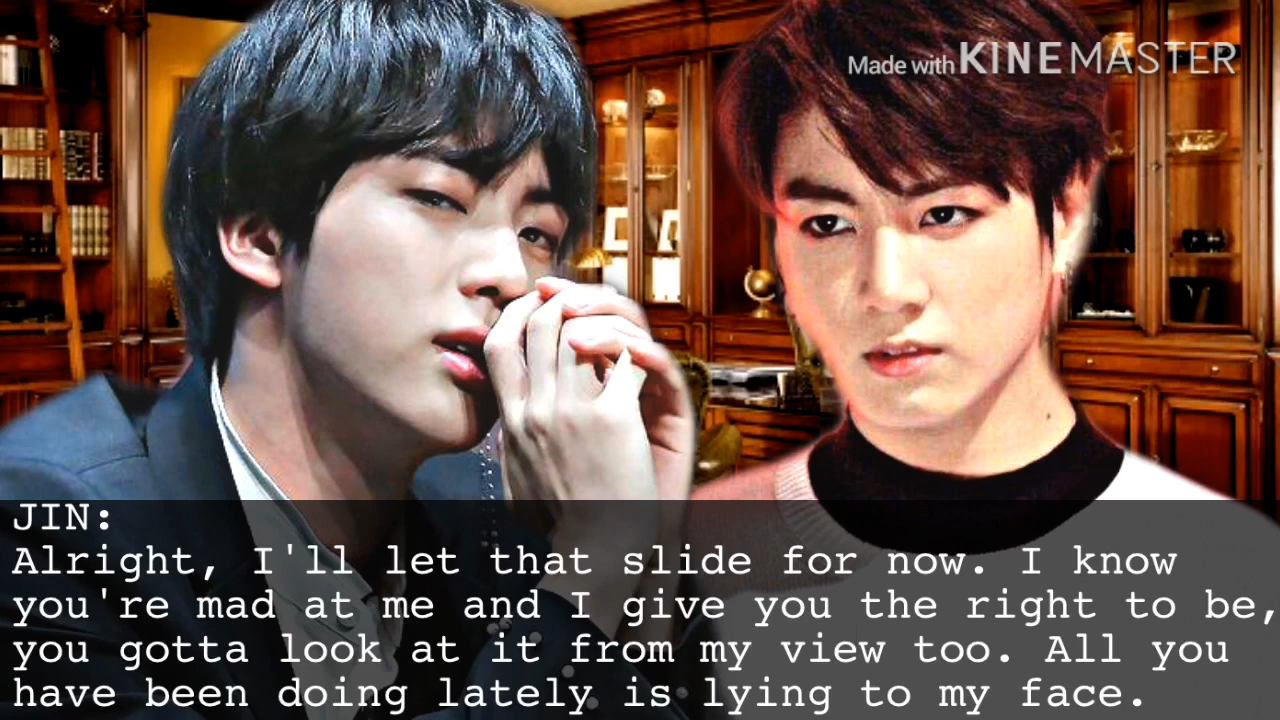 Made with KINEMASTER
JIN:
Alright, I'll let that slide for now. I know
you're mad at me and I give you the right to be,
you gotta look at it from my view too. All you
have been doing lately is lying to my face.